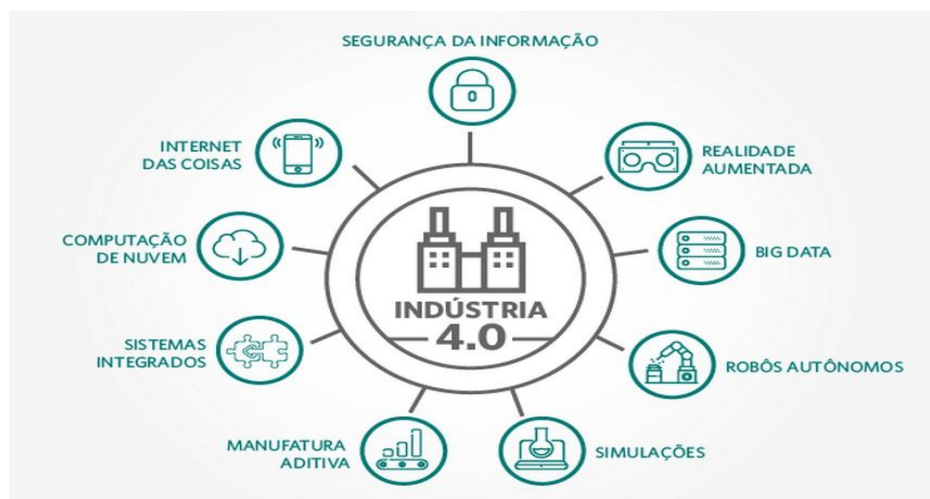 SEGURANÇA DA INFORMAÇÃO
INTERNET
DAS COISAS
REALIDADE
AUMENTADA
COMPUTAÇÃO
DE NUVEM
BIG DATA
INDÚSTRIA
4.0
SISTEMAS
INTEGRADOS
ROBÔS AUTÔNOMOS
MANUFATURA
ADITIVA
SIMULAÇÕES